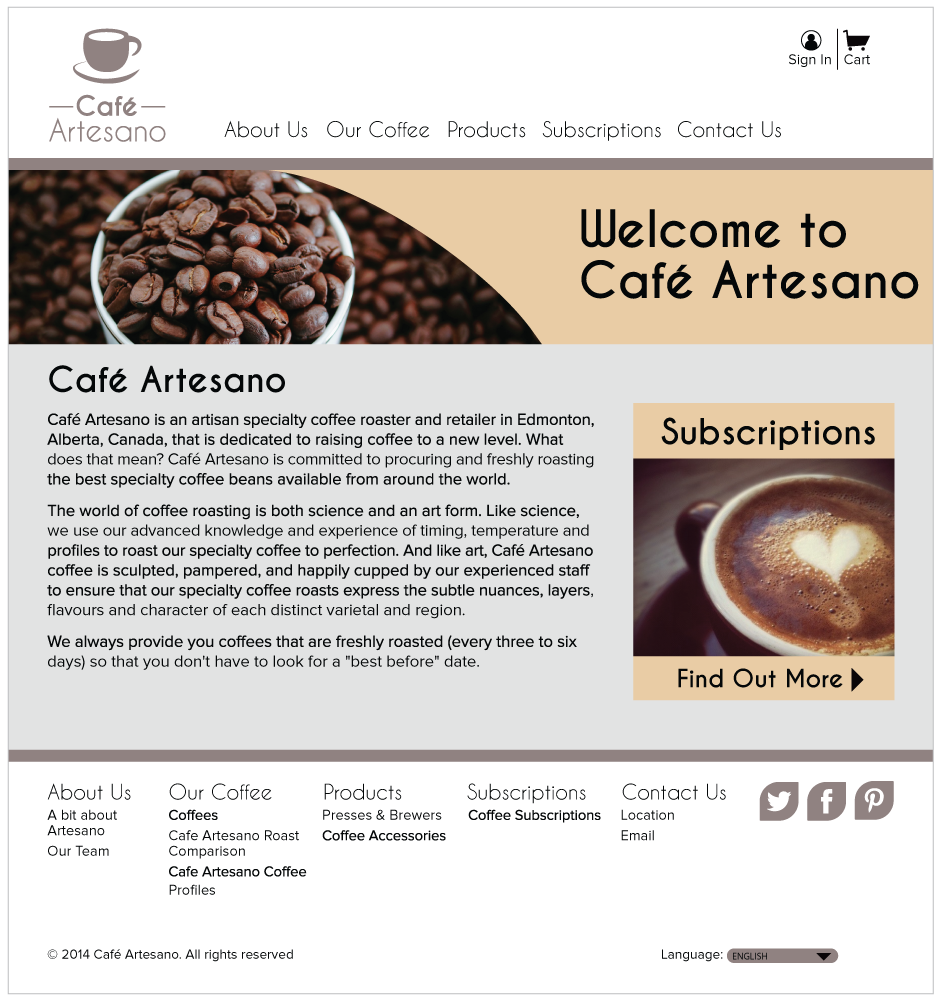 Café
Artesano
Sign In
Cart
About Us
Our Coffee
Products
Subscriptions
Contact Us
Welcome to
Café Artesano
Café Artesano
Café Artesano is an artisan specialty coffee roaster and retailer in Edmonton,
Alberta, Canada, that is dedicated to raising coffee to a new level. What
does that mean? Café Artesano is committed to procuring and freshly roasting
the best specialty coffee beans available from around the world.
The world of coffee roasting is both science and an art form. Like science,
we use our advanced knowledge and experience of timing, temperature and
profiles to roast our specialty coffee to perfection. And like art, Café Artesano
coffee is sculpted, pampered, and happily cupped by our experienced staff
to ensure that our specialty coffee roasts express the subtle nuances, layers,
flavours and character of each distinct varietal and region.
We always provide you coffees that are freshly roasted (every three to six
days) so that you don't have to look for a "best before" date.
Subscriptions
Find Out More
About Us
A bit about
Artesano
Our Team
Our Coffee
Coffees
Cafe Artesano Roast
Comparison
Cafe Artesano Coffee
Profiles
Products
Presses & Brewers
Coffee Accessories
Subscriptions
Coffee Subscriptions
Contact Us
Location
Email
© 2014 Café Artesano. All rights reserved
Language: ENGLISH